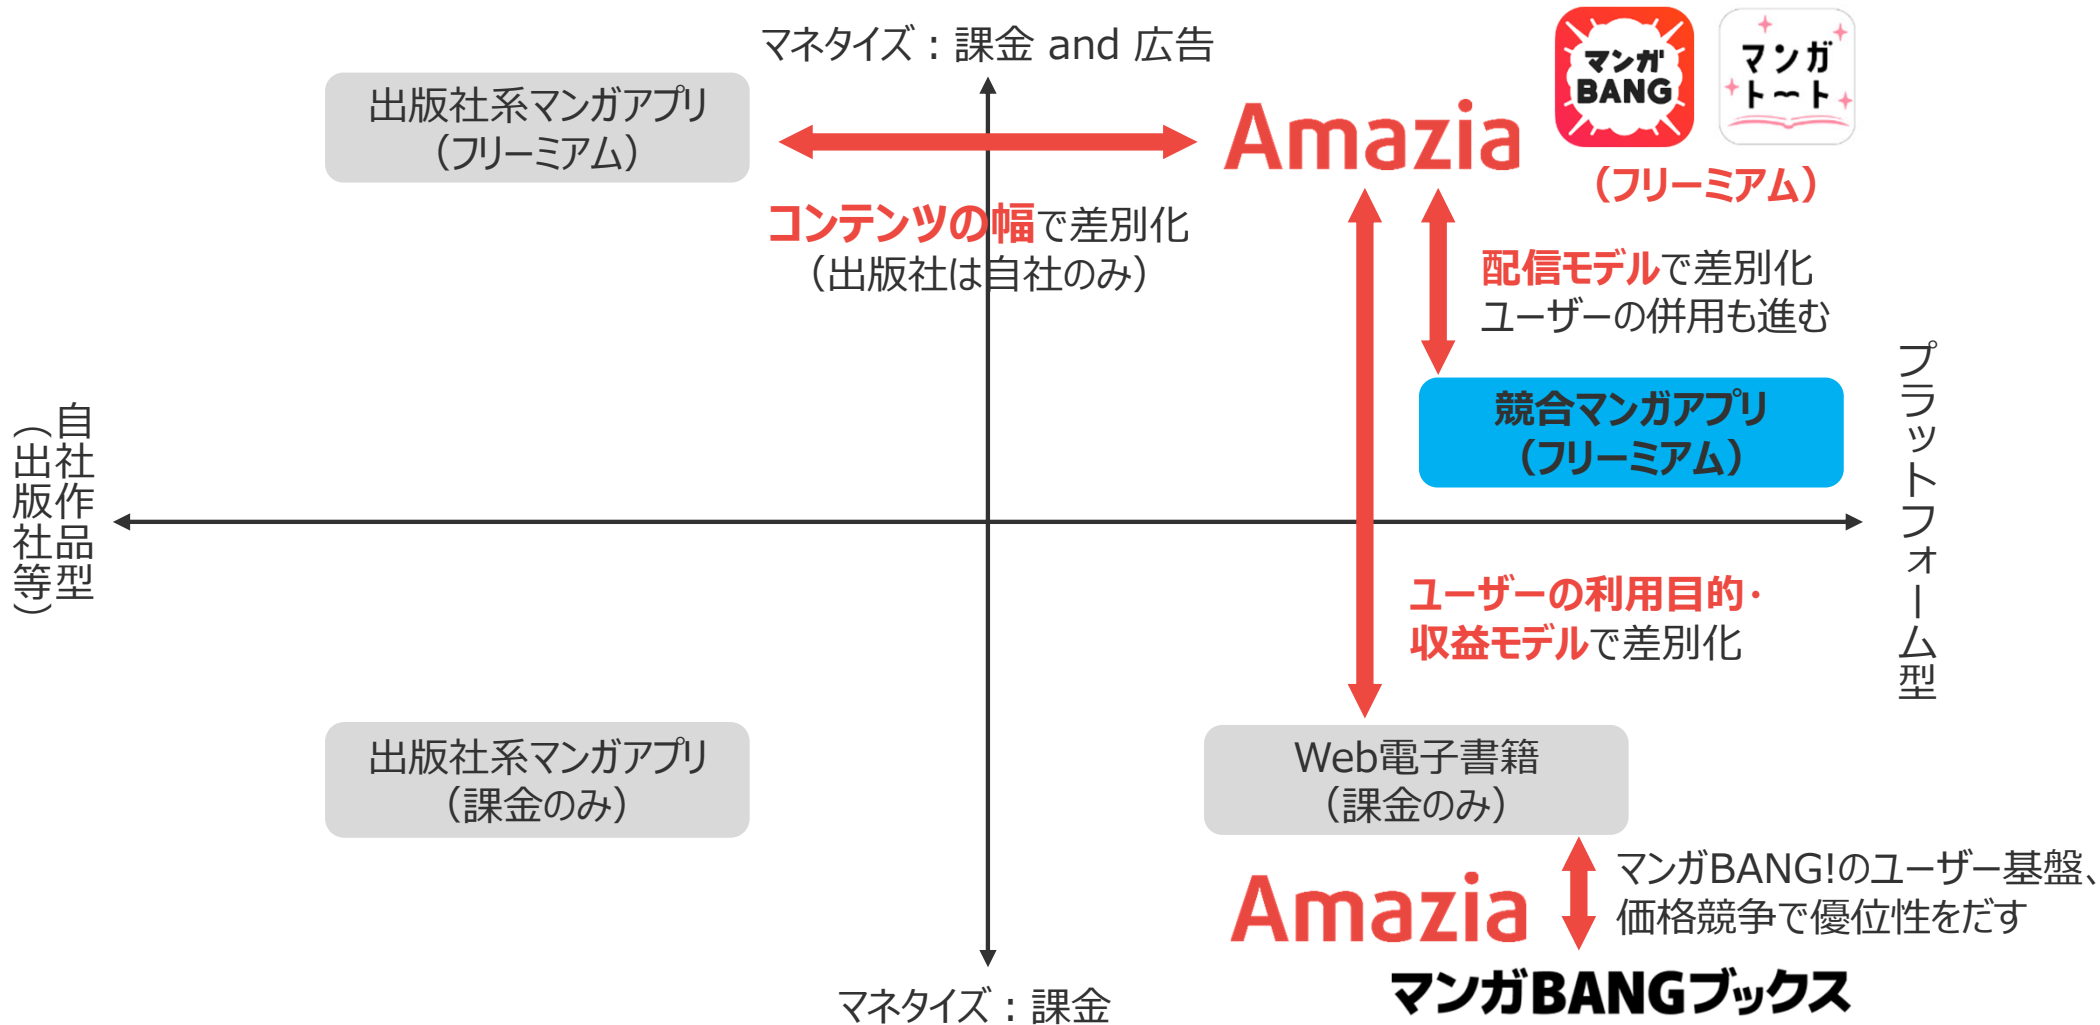 マネタイズ：課金 and 広告
出版社系マンガアプリ
（フリーミアム）
Amazia
マンガ
BANG
マンガ
トート
（フリーミアム）
コンテンツの幅で差別化
（出版社は自社のみ）
配信モデルで差別化
ユーザーの併用も進む
競合マンガアプリ
（フリーミアム）
自社作品型
（出版社等）
プラットフォーム型
ユーザーの利用目的・
収益モデルで差別化
出版社系マンガアプリ
（課金のみ）
Web電子書籍
（課金のみ）
Amazia
マンガBANG!のユーザー基盤、
価格競争で優位性をだす
マンガBANGブックス
マネタイズ：課金